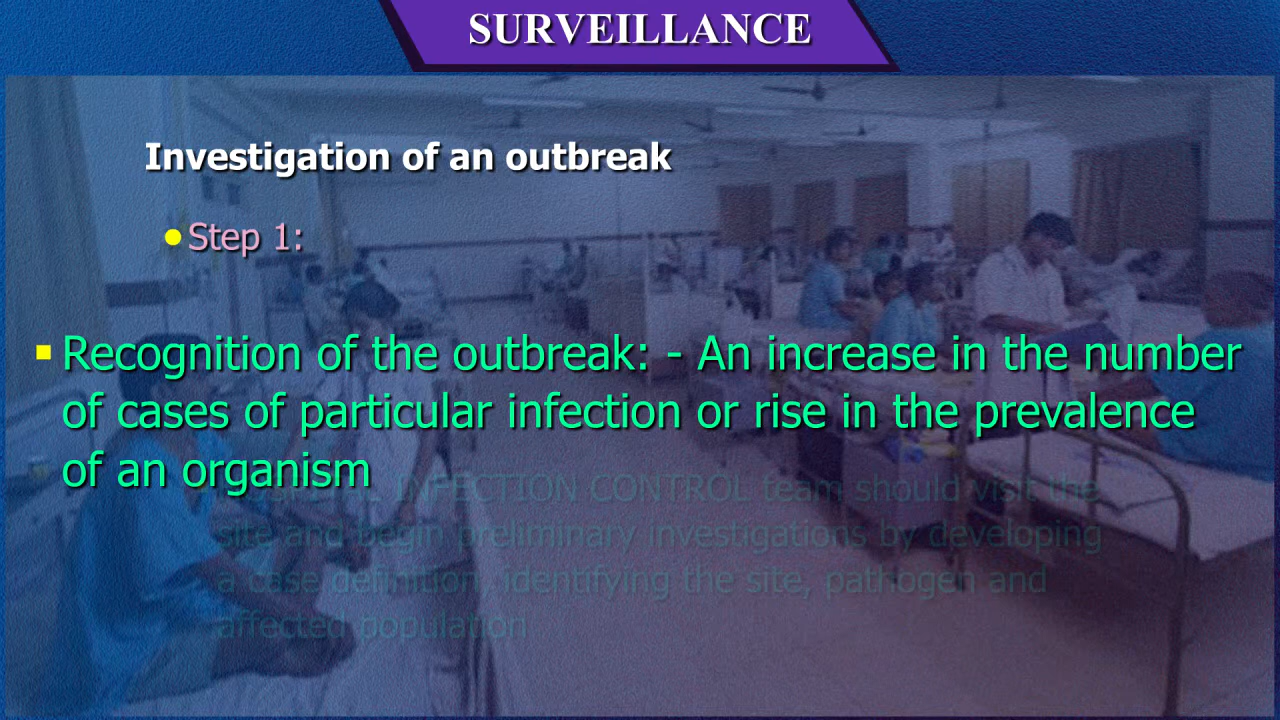 SURVEILLANCE
Investigation of an outbreak
Step 1:
Recognition of the outbreak: - An increase in the number
of cases of particular infection or rise in the prevalence
of an organism
INFECTION CONTROL team should visit the
site and begin preliminary investigations by developing
a case definition, identifying the site, pathogen and
affected population